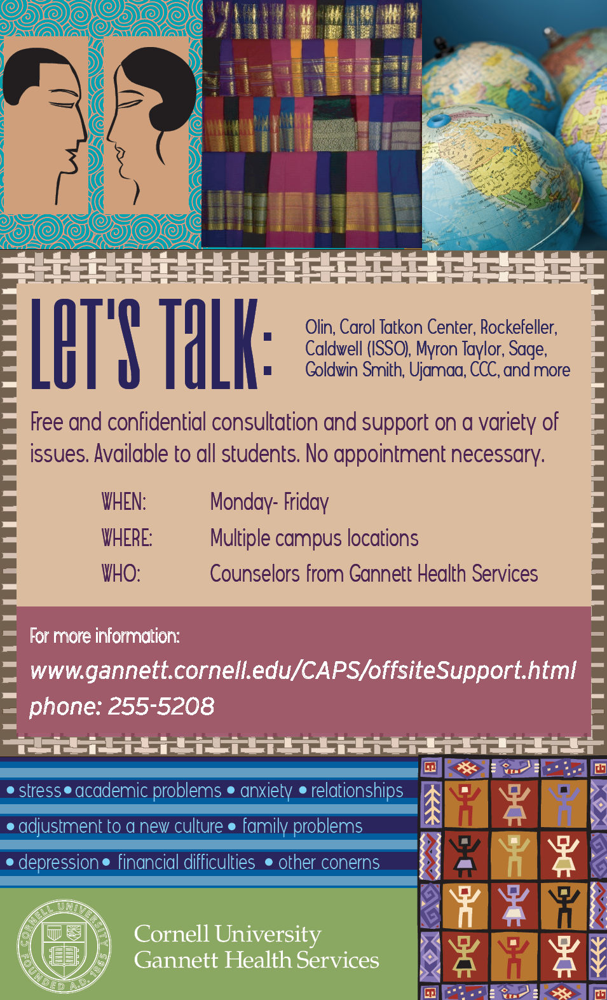 LeT'S TaLK:
Olin, Carol Tatkon Center, Rockefeller,
Caldwell (ISSO), Myron Taylor, Sage,
Goldwin Smith, Ujamaa, CCC, and more
Free and confidential consultation and support on a variety of
issues. Available to all students. No appointment necessary.
WHEN: Monday- Friday
WHERE: Multiple campus locations
WHO: Counselors from Gannett Health Services
For more information:
www.gannett.cornell.edu/CAPS/offsiteSupport.html
phone: 255-5208
• stress • academic problems • anxiety • relationships
• adjustment to a new culture • family problems
• depression • financial difficulties • other conerns
CORNELL UNIVERSITY
FOUNDED A.D. 1865
Cornell University
Gannett Health Services